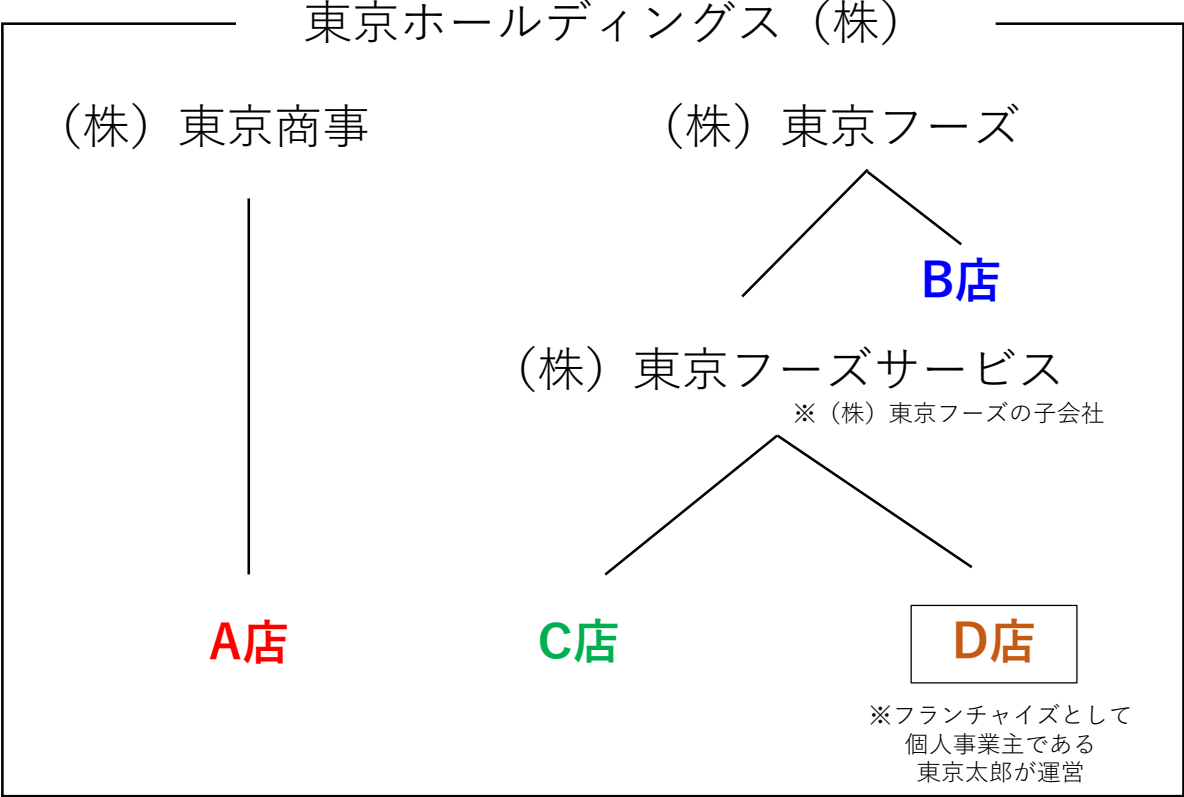 東京ホールディングス（株）
（株）東京商事
（株）東京フーズ
B店
（株）東京フーズサービス
※（株）東京フーズの子会社
A店
C店
D店
※フランチャイズとして
個人事業主である
東京太郎が運営